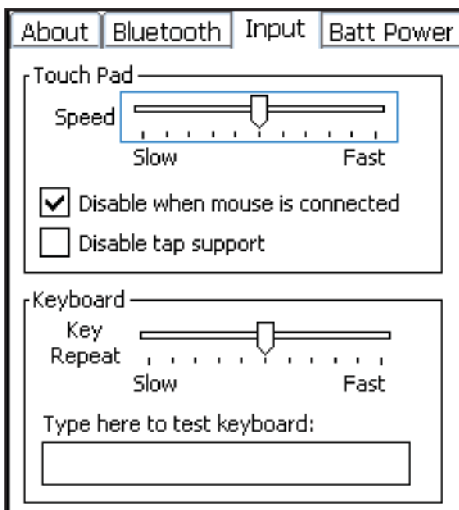 About Bluetooth Input Batt Power
Touch Pad
Speed
Slow Fast
Disable when mouse is connected
Disable tap support
Keyboard
Key
Repeat
Slow Fast
Type here to test keyboard: